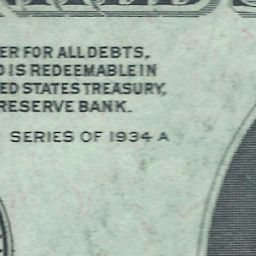 ER FOR ALL DEBTS,
D IS REDEEMABLE IN
ED STATES TREASURY,
RESERVE BANK.
SERIES OF 1934 A